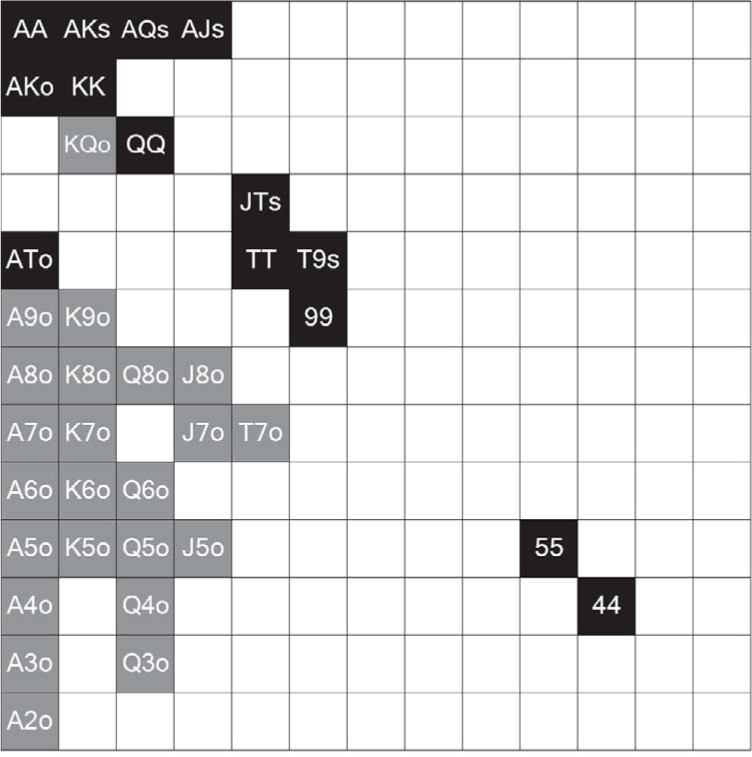 AA AKs AQs AJs
AKo KK
KQo QQ
JTs
ATo TT T9s
A9o K9o 99
A8o K8o Q8o J8o
A7o K7o J7o T7o
A6o K6o Q6o
A5o K5o Q5o J5o 55
A4o Q4o 44
A3o Q3o
A2o